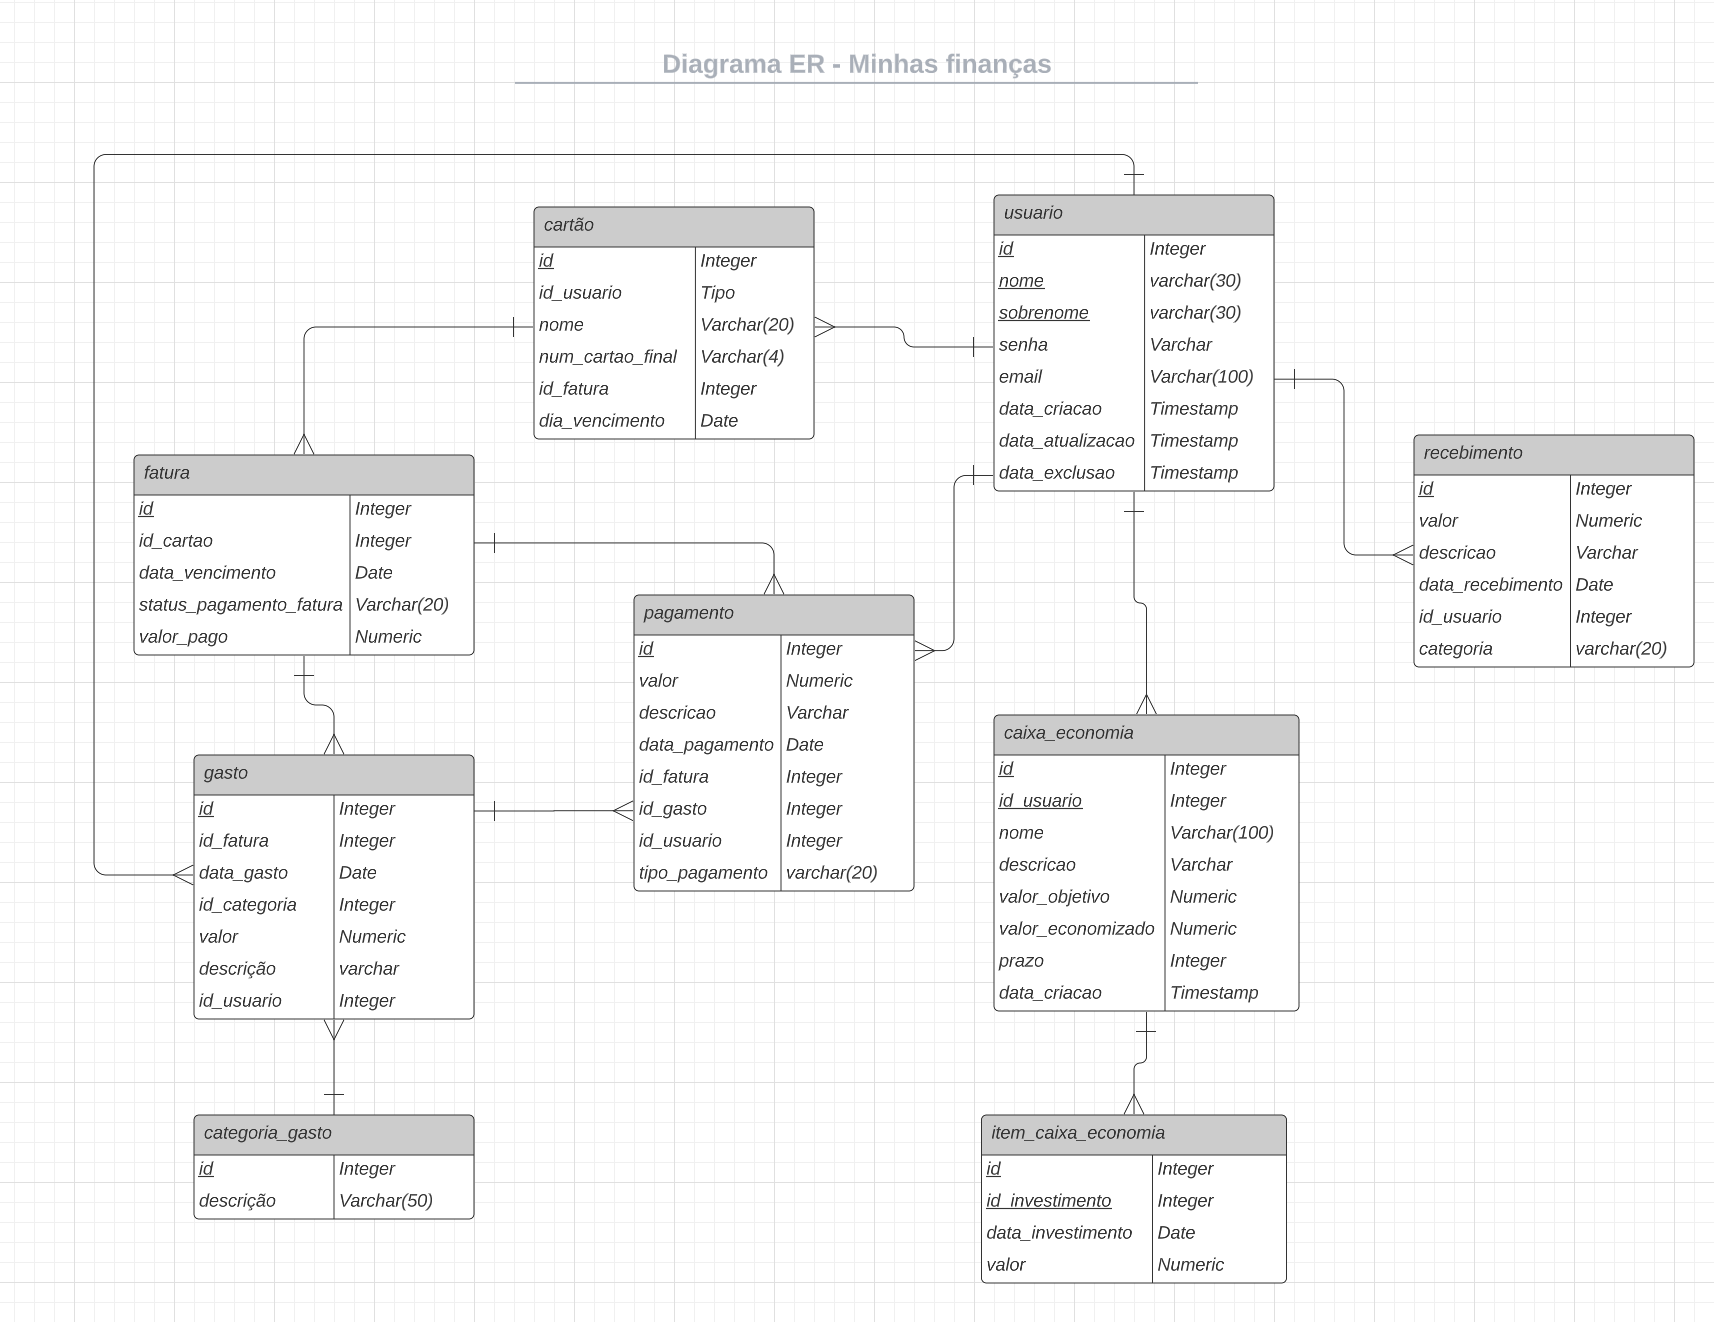 Diagrama ER - Minhas finanças
cartão
id Integer
id_usuario Tipo
nome Varchar(20)
num_cartao_final Varchar(4)
id_fatura Integer
dia_vencimento Date
usuario
id Integer
nome varchar(30)
sobrenome varchar(30)
senha Varchar
email Varchar(100)
data_criacao Timestamp
data_atualizacao Timestamp
data_exclusao Timestamp
recebimento
id Integer
valor Numeric
descricao Varchar
data_recebimento Date
id_usuario Integer
categoria varchar(20)
fatura
id Integer
id_cartao Integer
data_vencimento Date
status_pagamento_fatura Varchar(20)
valor_pago Numeric
pagamento
id Integer
valor Numeric
descricao Varchar
data_pagamento Date
id_fatura Integer
id_gasto Integer
id_usuario Integer
tipo_pagamento varchar(20)
caixa_economia
id Integer
id_usuario Integer
nome Varchar(100)
descricao Varchar
valor_objetivo Numeric
valor_economizado Numeric
prazo Integer
data_criacao Timestamp
gasto
id Integer
id_fatura Integer
data_gasto Date
id_categoria Integer
valor Numeric
descrição varchar
id_usuario Integer
categoria_gasto
id Integer
descrição Varchar(50)
item_caixa_economia
id Integer
id_investimento Integer
data_investimento Date
valor Numeric